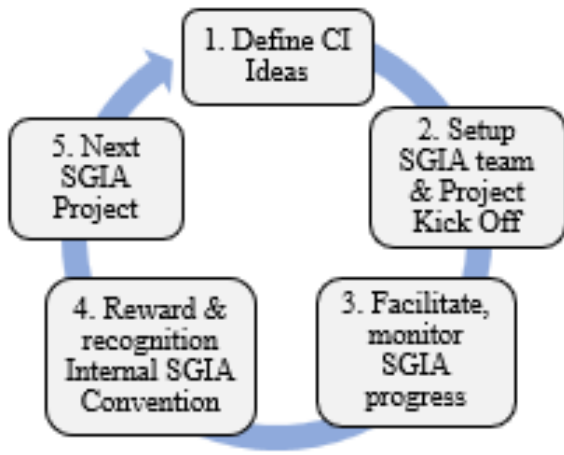 1. Define CI
Ideas
2. Setup
SGIA team
& Project
Kick Off
3. Facilitate,
monitor
SGIA
progress
4. Reward &
recognition
Internal SGIA
Convention
5. Next
SGIA
Project